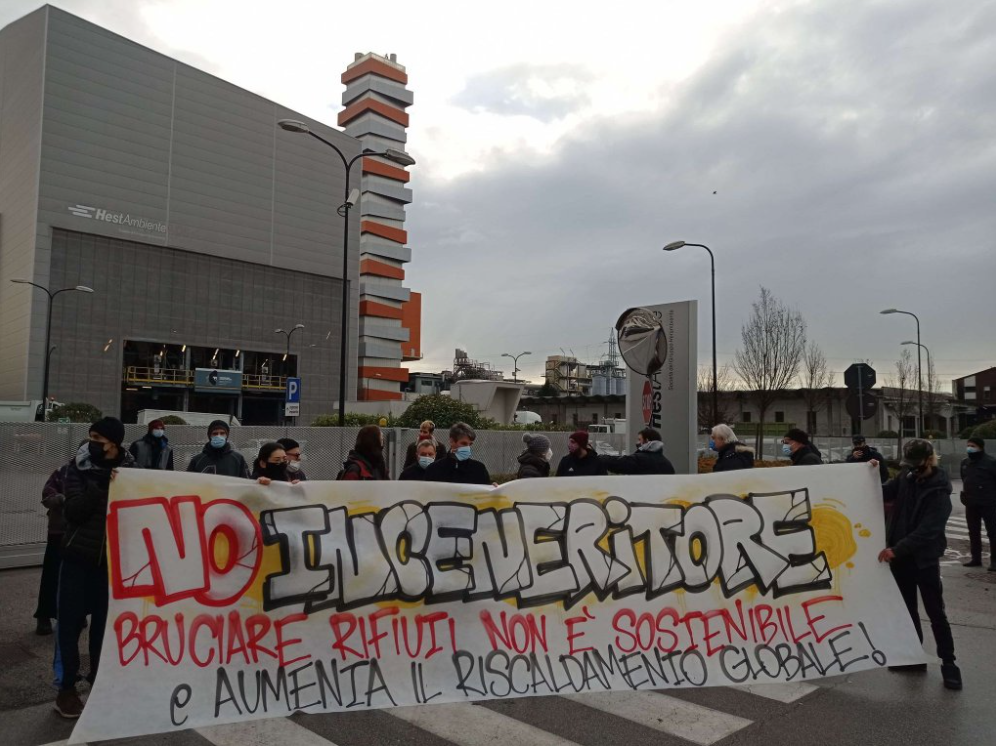 HestAmbiente
P
NO INCENERITORE
BRUCIARE RIFIUTI NON È SOSTENIBILE
e AUMENTA IL RISCALDAMENTO GLOBALE!